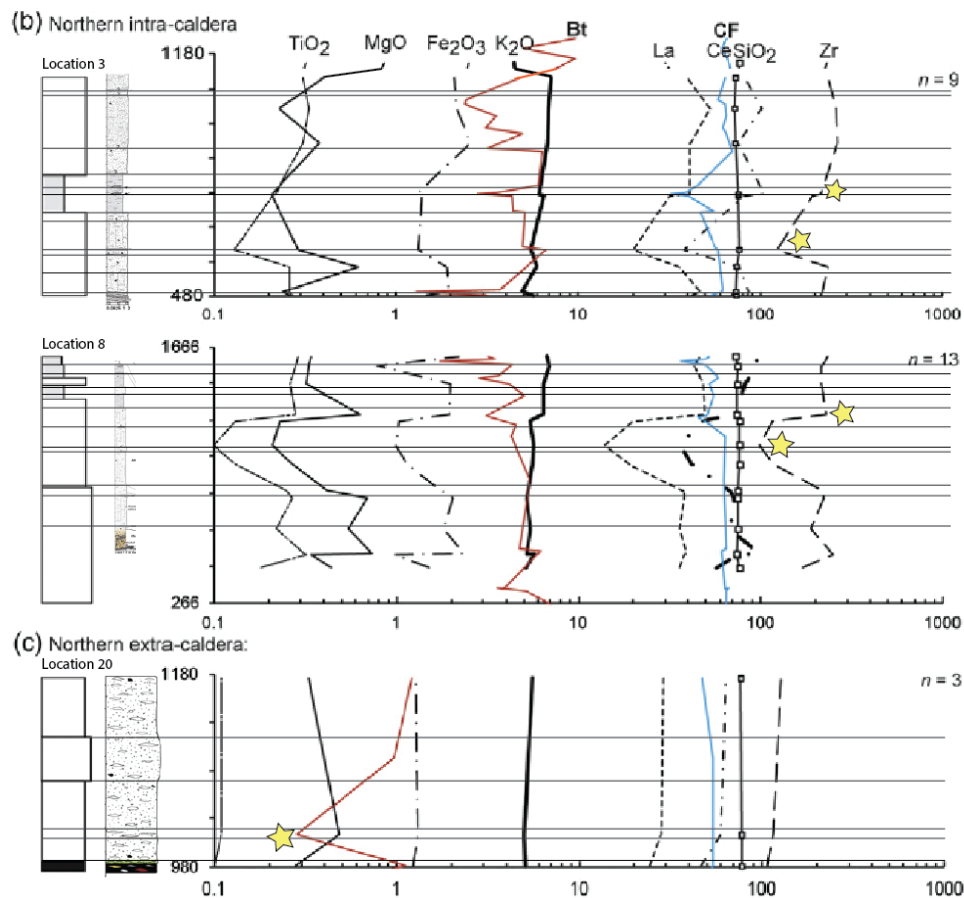 (b) Northern intra-caldera
Bt
CF
TiO2 MgO Fe2O3 K2O La CeSiO2 Zr
1180
Location 3
n = 9
480
0.1 1 10 100 1000
1666
Location 8
n = 13
266
0.1 1 10 100 1000
(c) Northern extra-caldera:
Location 20
1180
n = 3
980
0.1 1 10 100 1000